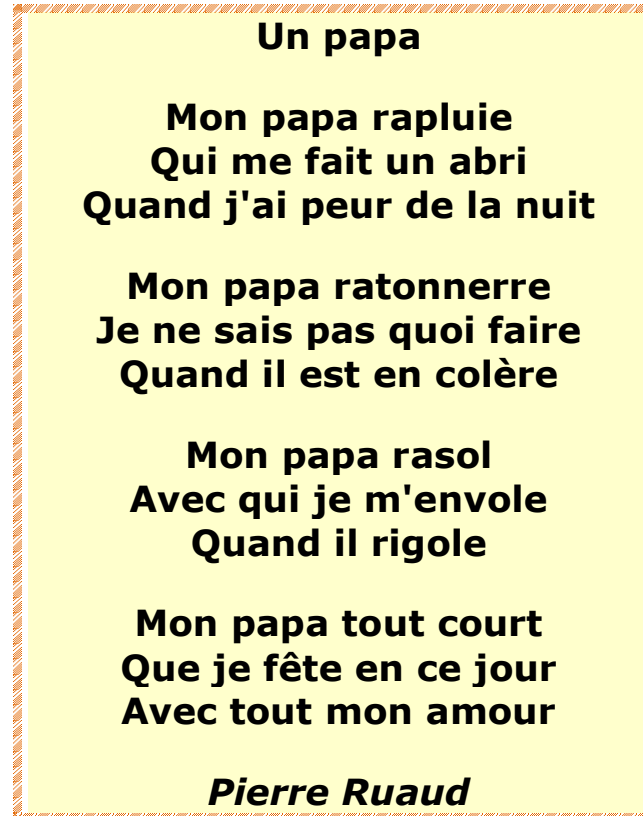 Un papa
Mon papa rapluie
Qui me fait un abri
Quand j'ai peur de la nuit
Mon papa ratonnerre
Je ne sais pas quoi faire
Quand il est en colère
Mon papa rasol
Avec qui je m'envole
Quand il rigole
Mon papa tout court
Que je fête en ce jour
Avec tout mon amour
Pierre Ruaud